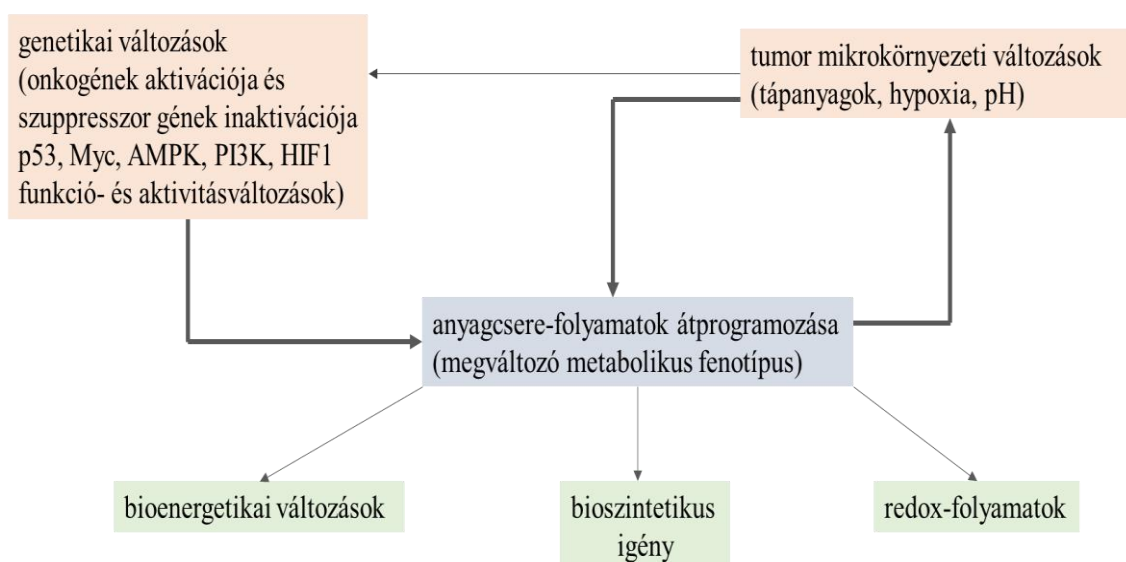 genetikai változások
(onkogének aktivációja és
szuppresszor gének inaktivációja
p53, Myc, AMPK, PI3K, HIF1
funkció- és aktivitásváltozások)
tumor mikrokörnyezeti változások
(tápanyagok, hypoxia, pH)
anyagcsere-folyamatok átprogramozása
(megváltozó metabolikus fenotípus)
bioenergetikai változások
bioszintetikus
igény
redox-folyamatok